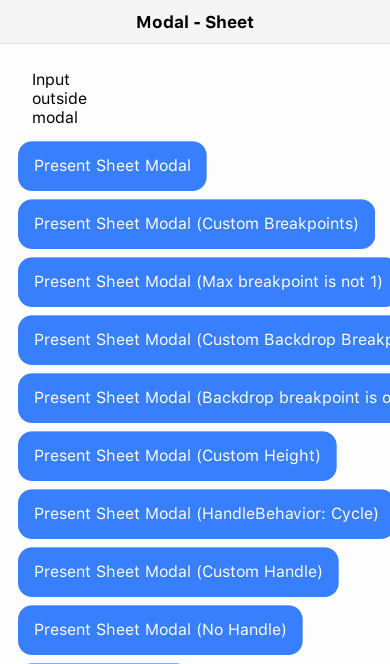 Modal - Sheet
Input
outside
modal
Present Sheet Modal
Present Sheet Modal (Custom Breakpoints)
Present Sheet Modal (Max breakpoint is not 1)
Present Sheet Modal (Custom Backdrop Breakp
Present Sheet Modal (Backdrop breakpoint is o
Present Sheet Modal (Custom Height)
Present Sheet Modal (HandleBehavior: Cycle)
Present Sheet Modal (Custom Handle)
Present Sheet Modal (No Handle)